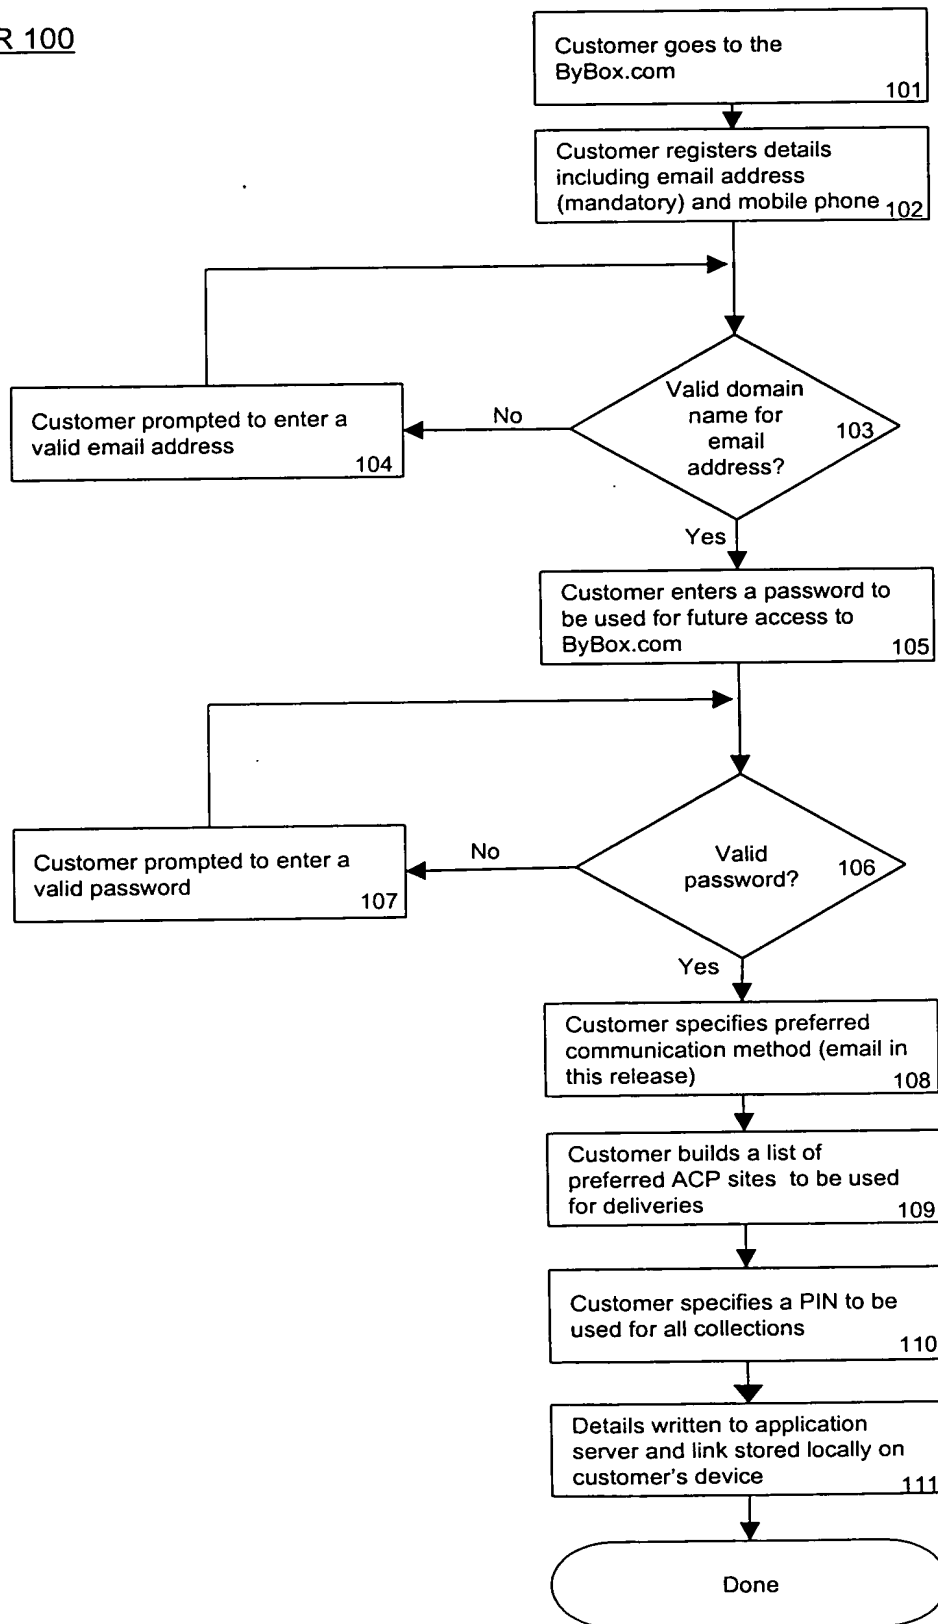 R 100
Customer goes to the
ByBox.com
101
Customer registers details
including email address
(mandatory) and mobile phone
102
Valid domain
name for
email
address?
103
No
Customer prompted to enter a
valid email address
104
Yes
Customer enters a password to
be used for future access to
ByBox.com
105
Valid
password?
106
No
Customer prompted to enter a
valid password
107
Yes
Customer specifies preferred
communication method (email in
this release)
108
Customer builds a list of
preferred ACP sites to be used
for deliveries
109
Customer specifies a PIN to be
used for all collections
110
Details written to application
server and link stored locally on
customer's device
111
Done